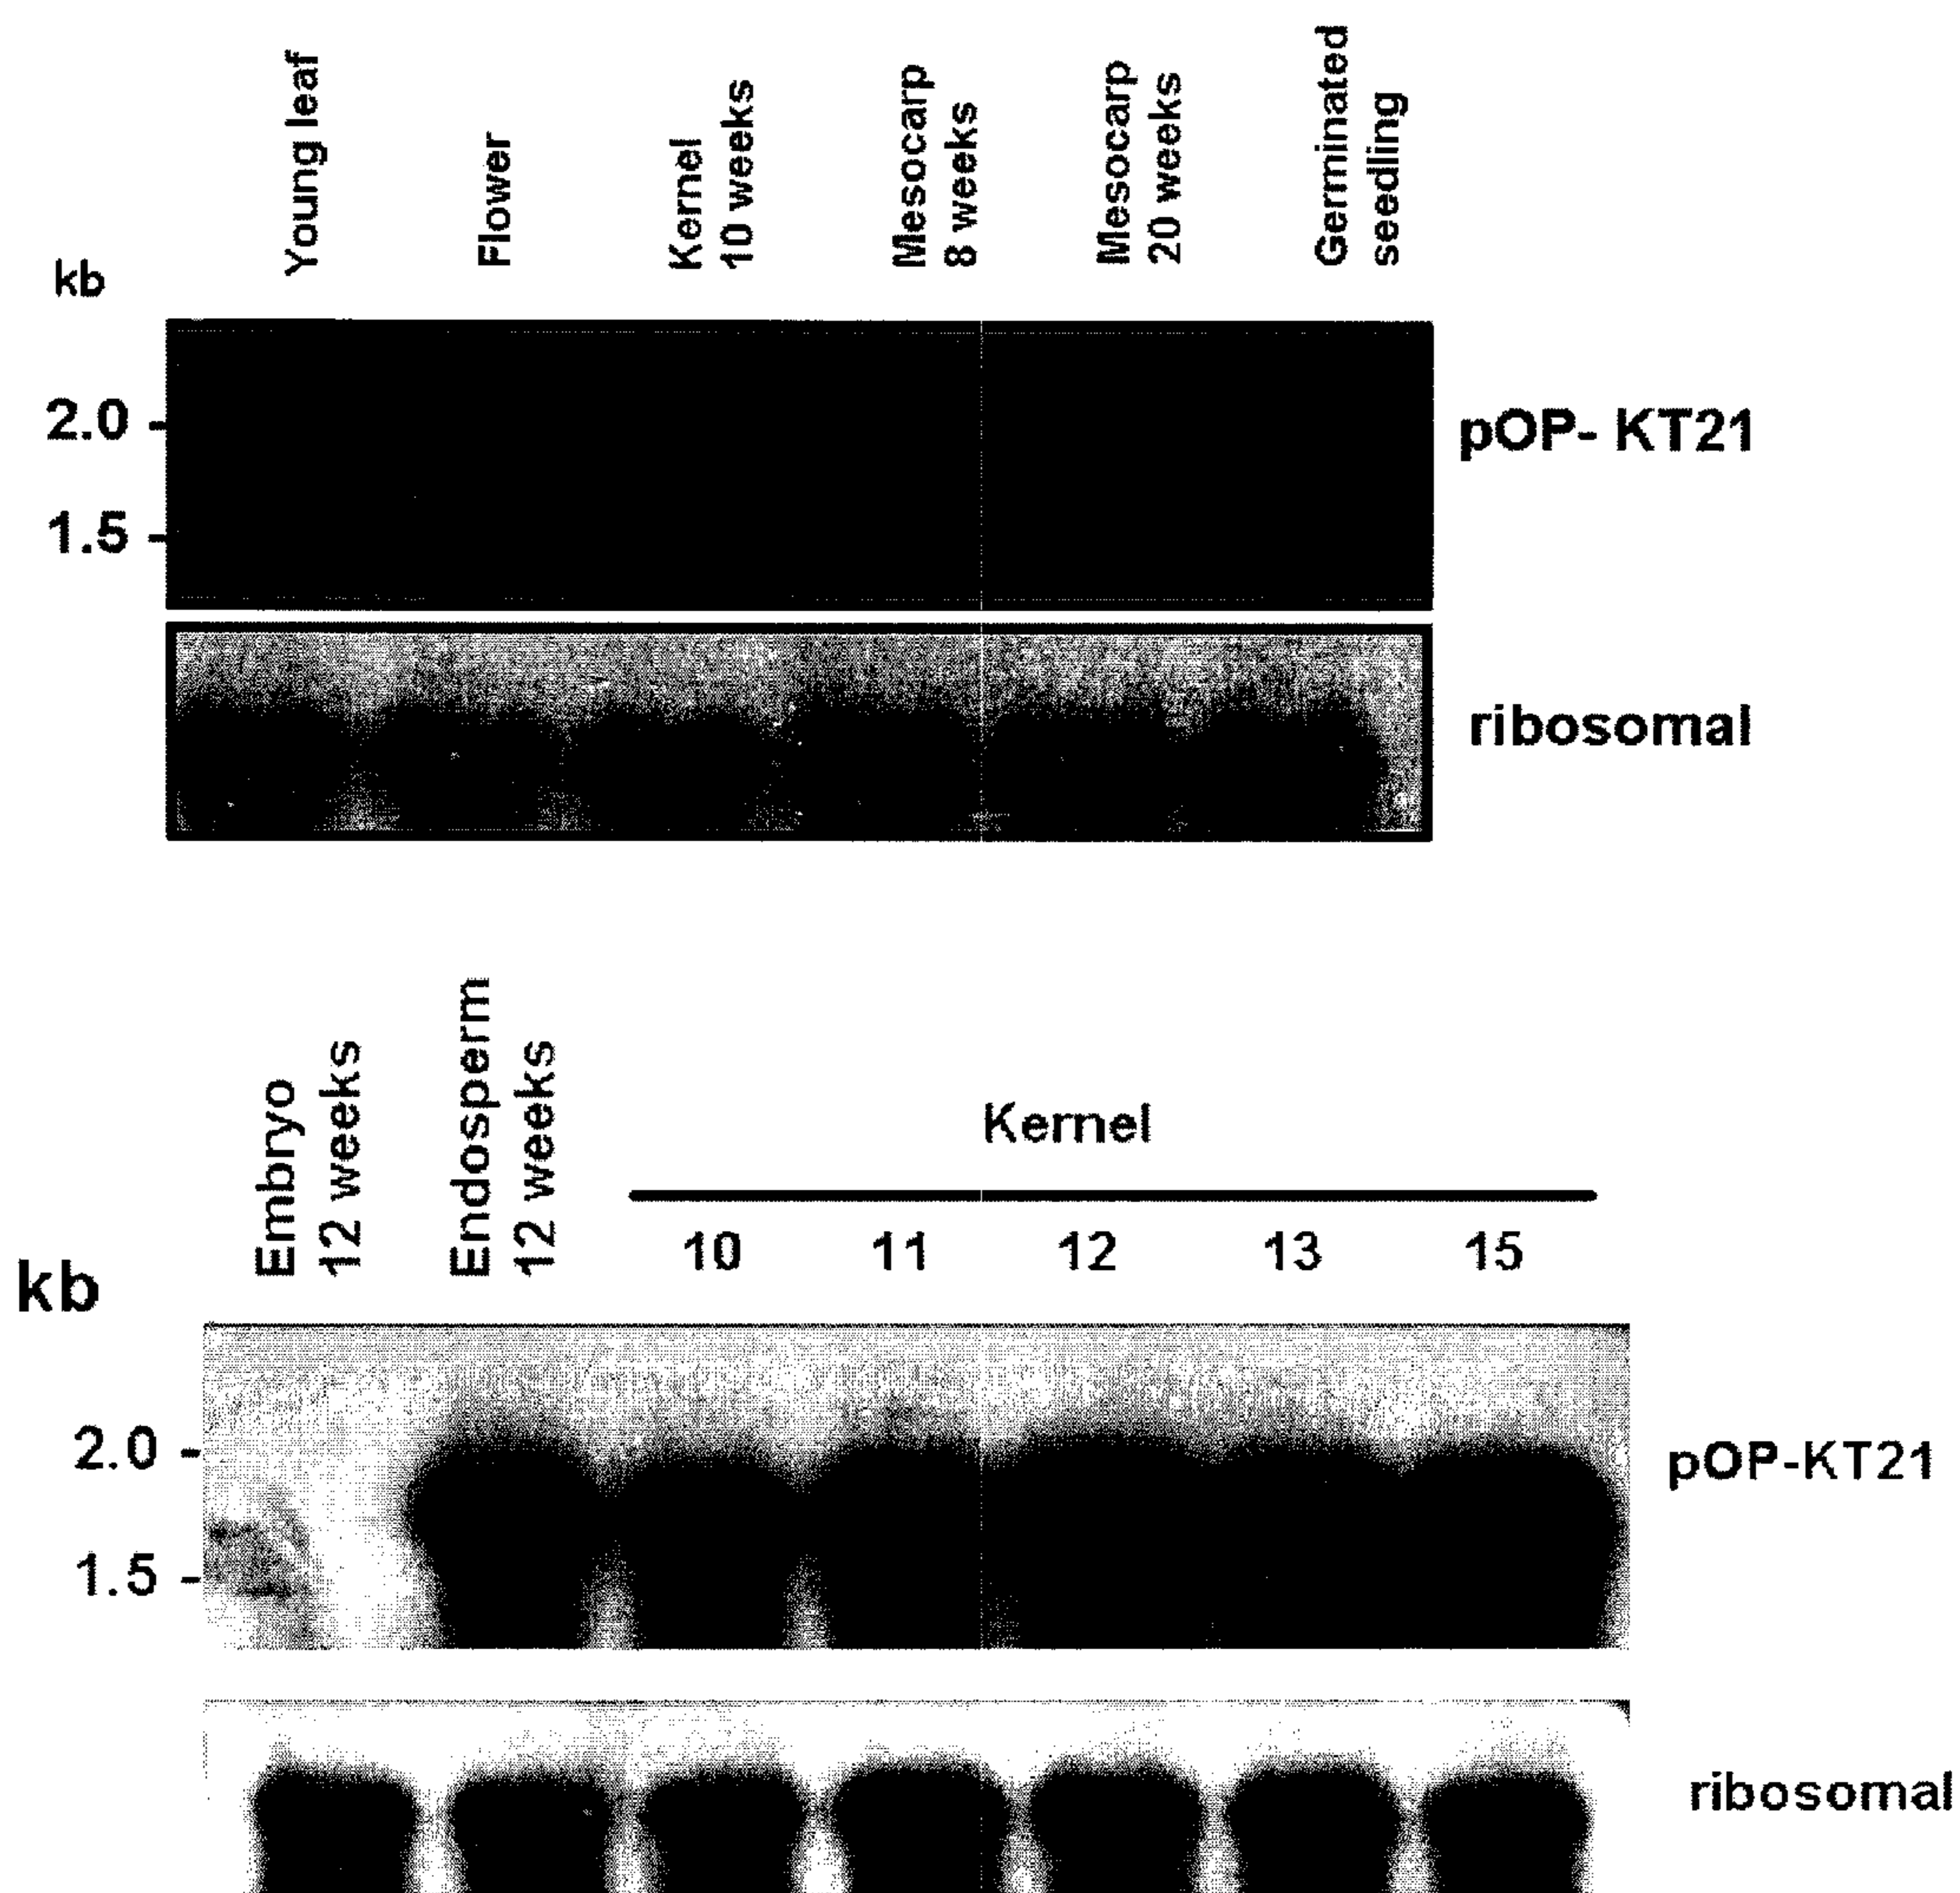 Young leaf
Flower
Kernel
10 weeks
Mesocarp
8 weeks
Mesocarp
20 weeks
Germinated
seedling
kb
2.0 -
1.5 -
pOP- KT21
ribosomal
Embryo
12 weeks
Endosperm
12 weeks
Kernel
10 11 12 13 15
kb
2.0 -
1.5 -
pOP-KT21
ribosomal